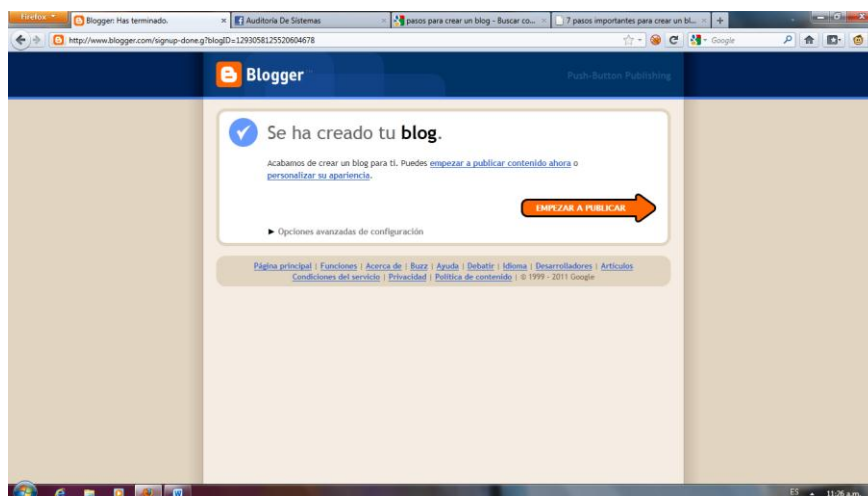 Firefox
Blogger: Has terminado.
Auditoría De Sistemas
pasos para crear un blog - Buscar co...
7 pasos importantes para crear un bl...
http://www.blogger.com/signup-done.g?blogID=1293058125520604678
Google
Blogger
Push-Button Publishing
Se ha creado tu blog.
Acabamos de crear un blog para ti. Puedes empezar a publicar contenido ahora o
personalizar su apariencia.
EMPEZAR A PUBLICAR
► Opciones avanzadas de configuración
Página principal | Funciones | Acerca de | Buzz | Ayuda | Debatir | Idioma | Desarrolladores | Artículos
Condiciones del servicio | Privacidad | Política de contenido | © 1999 - 2011 Google
ES
11:26 a.m.